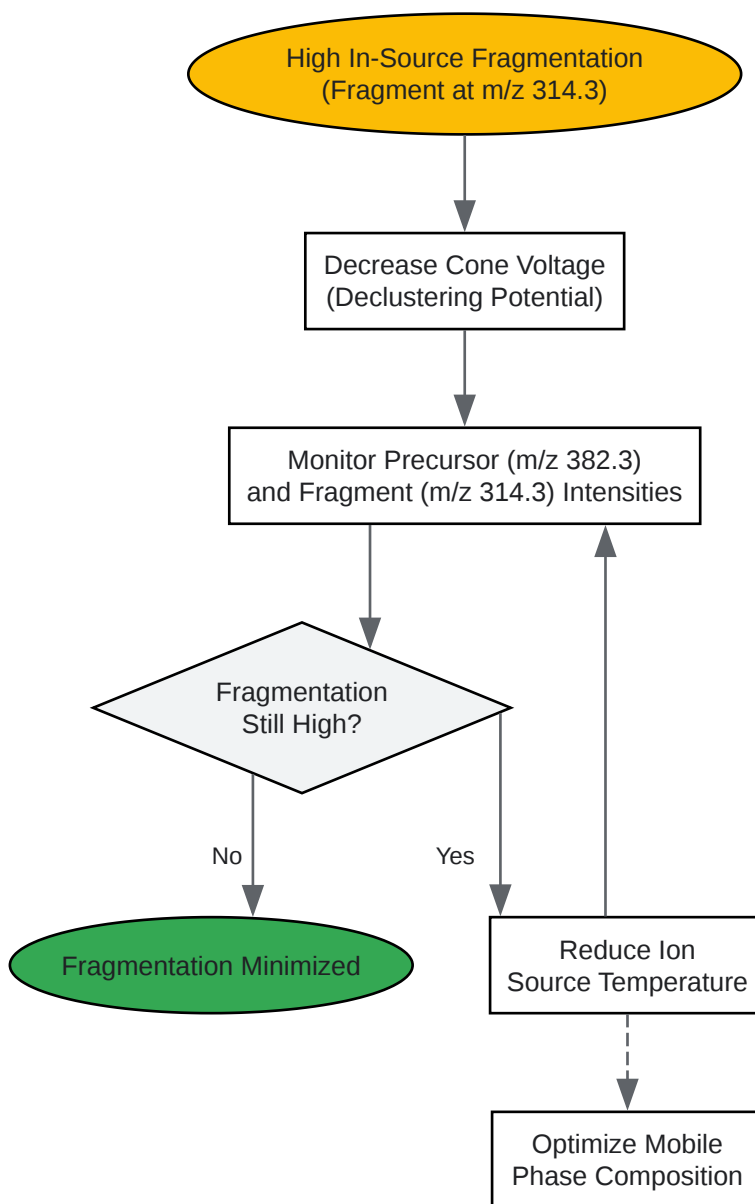 High In-Source Fragmentation
(Fragment at m/z 314.3)
Decrease Cone Voltage
(Declustering Potential)
Monitor Precursor (m/z 382.3)
and Fragment (m/z 314.3) Intensities
Fragmentation
Still High?
No
Yes
Fragmentation Minimized
Reduce Ion
Source Temperature
Optimize Mobile
Phase Composition